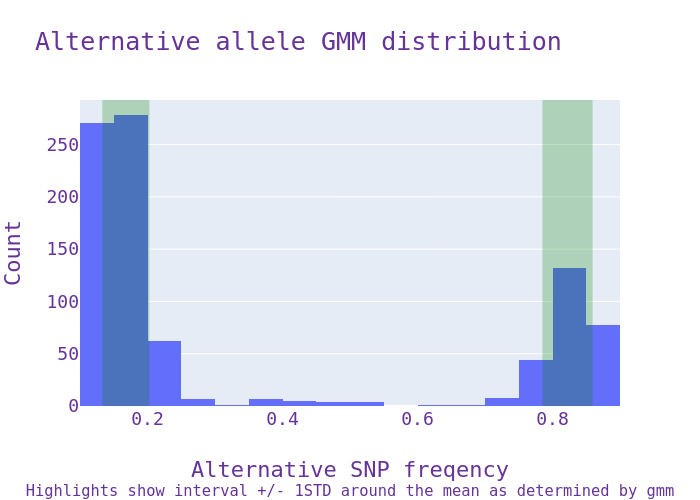 Alternative allele GMM distribution
Count
250
200
150
100
50
0
0.2
0.4
0.6
0.8
Alternative SNP freqency
Highlights show interval +/- 1STD around the mean as determined by gmm